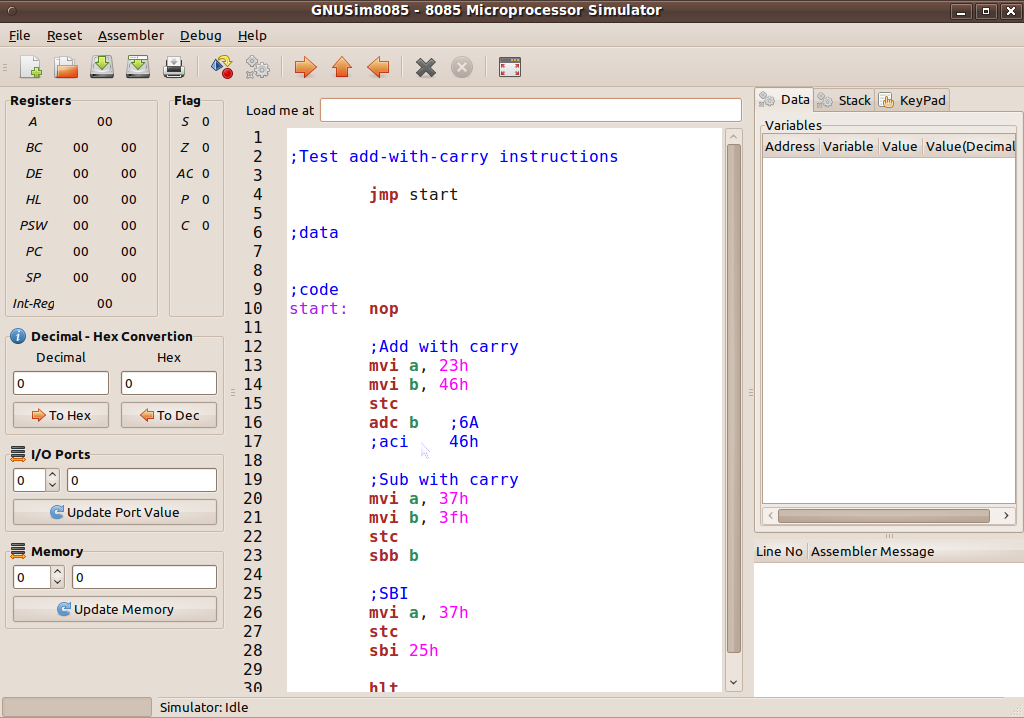 GNUSim8085 - 8085 Microprocessor Simulator
File Reset Assembler Debug Help
Registers
A 00
BC 00 00
DE 00 00
HL 00 00
PSW 00 00
PC 00 00
SP 00 00
Int-Reg 00
Flag
S 0
Z 0
AC 0
P 0
C 0
Decimal - Hex Convertion
Decimal Hex
0 0
To Hex To Dec
I/O Ports
0 0
Update Port Value
Memory
0 0
Update Memory
Load me at
1
2 ;Test add-with-carry instructions
3
4 jmp start
5
6 ;data
7
8
9 ;code
10 start: nop
11
12 ;Add with carry
13 mvi a, 23h
14 mvi b, 46h
15 stc
16 adc b ;6A
17 ;aci 46h
18
19 ;Sub with carry
20 mvi a, 37h
21 mvi b, 3fh
22 stc
23 sbb b
24
25 ;SBI
26 mvi a, 37h
27 stc
28 sbi 25h
29
30 hlt
Data Stack KeyPad
Variables
Address Variable Value Value(Decimal
Line No Assembler Message
Simulator: Idle